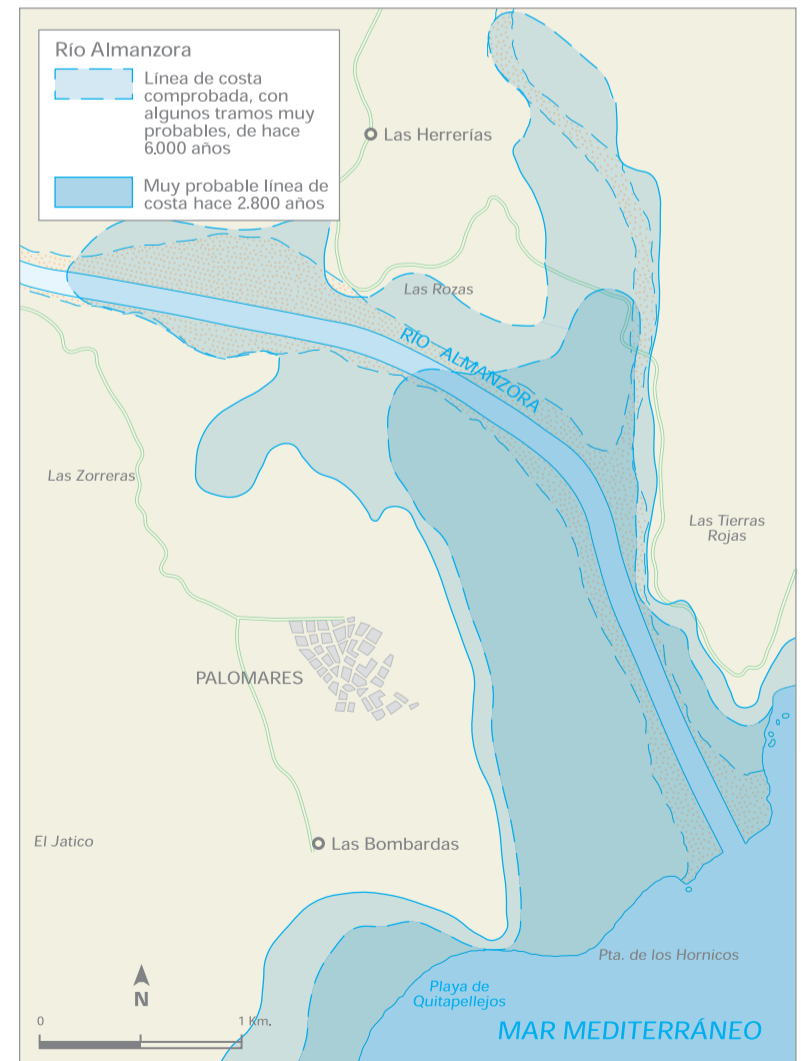 Río Almanzora
Línea de costa
comprobada, con
algunos tramos muy
probables, de hace
6.000 años
Muy probable línea de
costa hace 2.800 años
Las Herrerías
Las Rozas
RÍO ALMANZORA
Las Zorreras
Las Tierras
Rojas
PALOMARES
El Jatico
Las Bombardas
Pta. de los Hornicos
Playa de
Quitapellejos
MAR MEDITERRÁNEO
N
0 1 Km.